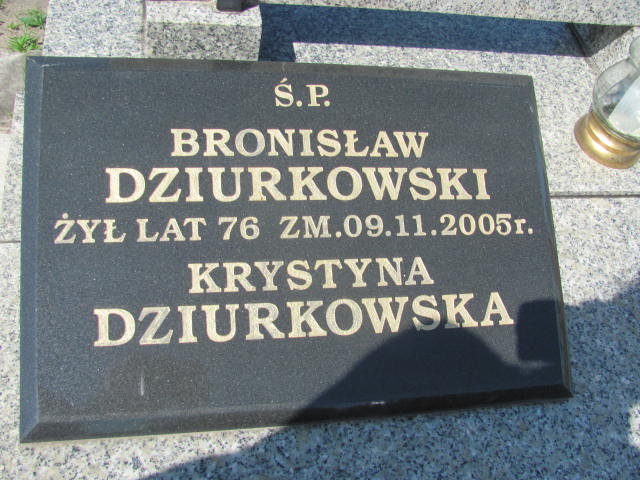 Ś.P.
BRONISŁAW
DZIURKOWSKI
ŻYŁ LAT 76 ZM.09.11.2005r.
KRYSTYNA
DZIURKOWSKA